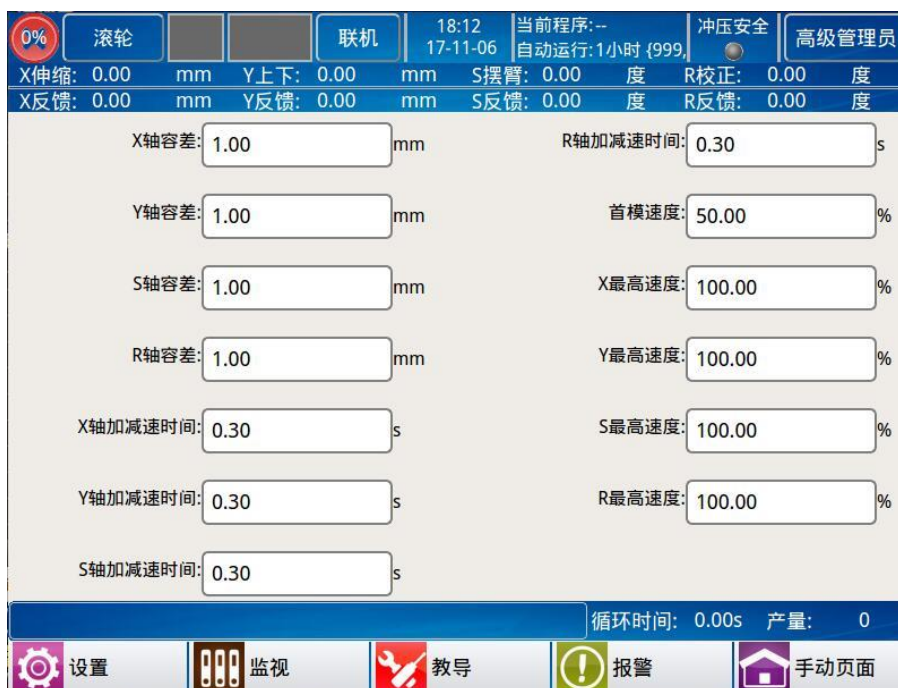 0% 滚轮 联机 18:12 17-11-06 当前程序:-- 自动运行:1小时 {999, 冲压安全 高级管理员
X伸缩: 0.00 mm Y上下: 0.00 mm S摆臂: 0.00 度 R校正: 0.00 度
X反馈: 0.00 mm Y反馈: 0.00 mm S反馈: 0.00 度 R反馈: 0.00 度
X轴容差: 1.00 mm R轴加减速时间: 0.30 s
Y轴容差: 1.00 mm 首模速度: 50.00 %
S轴容差: 1.00 mm X最高速度: 100.00 %
R轴容差: 1.00 mm Y最高速度: 100.00 %
X轴加减速时间: 0.30 s S最高速度: 100.00 %
Y轴加减速时间: 0.30 s R最高速度: 100.00 %
S轴加减速时间: 0.30 s
循环时间: 0.00s 产量: 0
设置 监视 教导 报警 手动页面